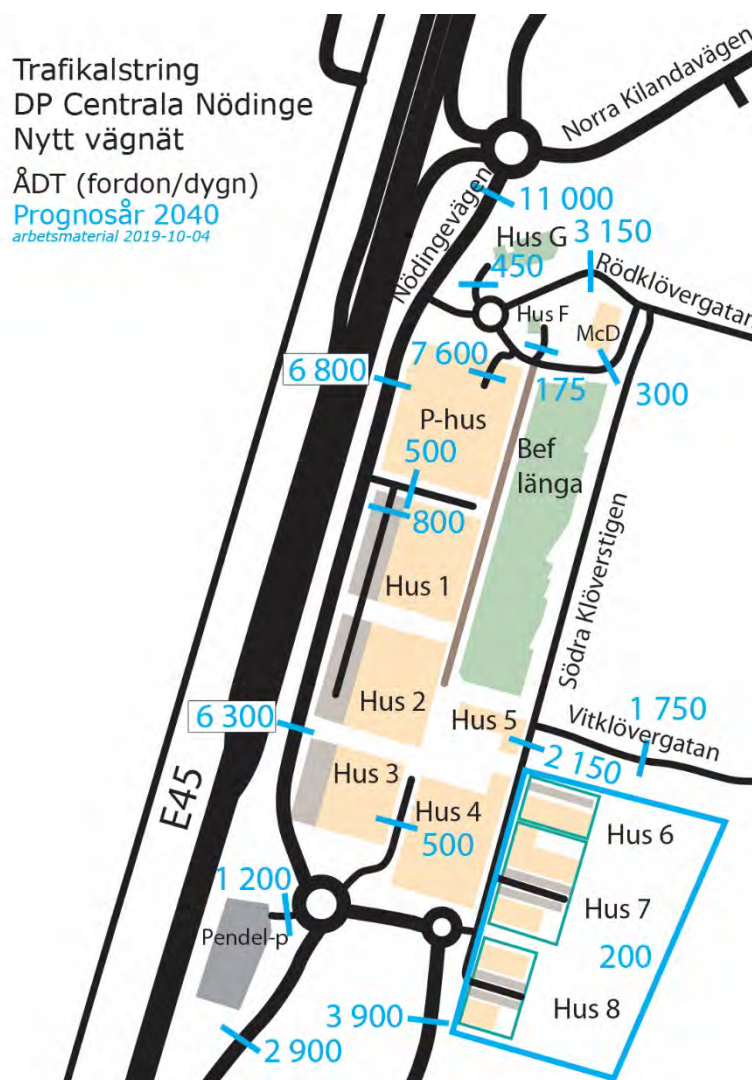 Trafikalstring
DP Centrala Nödinge
Nytt vägnät
ÅDT (fordon/dygn)
Prognosår 2040
arbetsmaterial 2019-10-04
Norra Kilandavägen
Nödingevägen
11 000
Hus G
3 150
450
Rödklövergatan
Hus F
McD
7 600
6 800
175
300
P-hus
500
Bef
länga
800
Hus 1
Södra Klöverstigen
Hus 2
6 300
Hus 5
1 750
Vitklövergatan
2 150
E45
Hus 3
Hus 4
500
Hus 6
1 200
Hus 7
Pendel-p
200
Hus 8
3 900
2 900